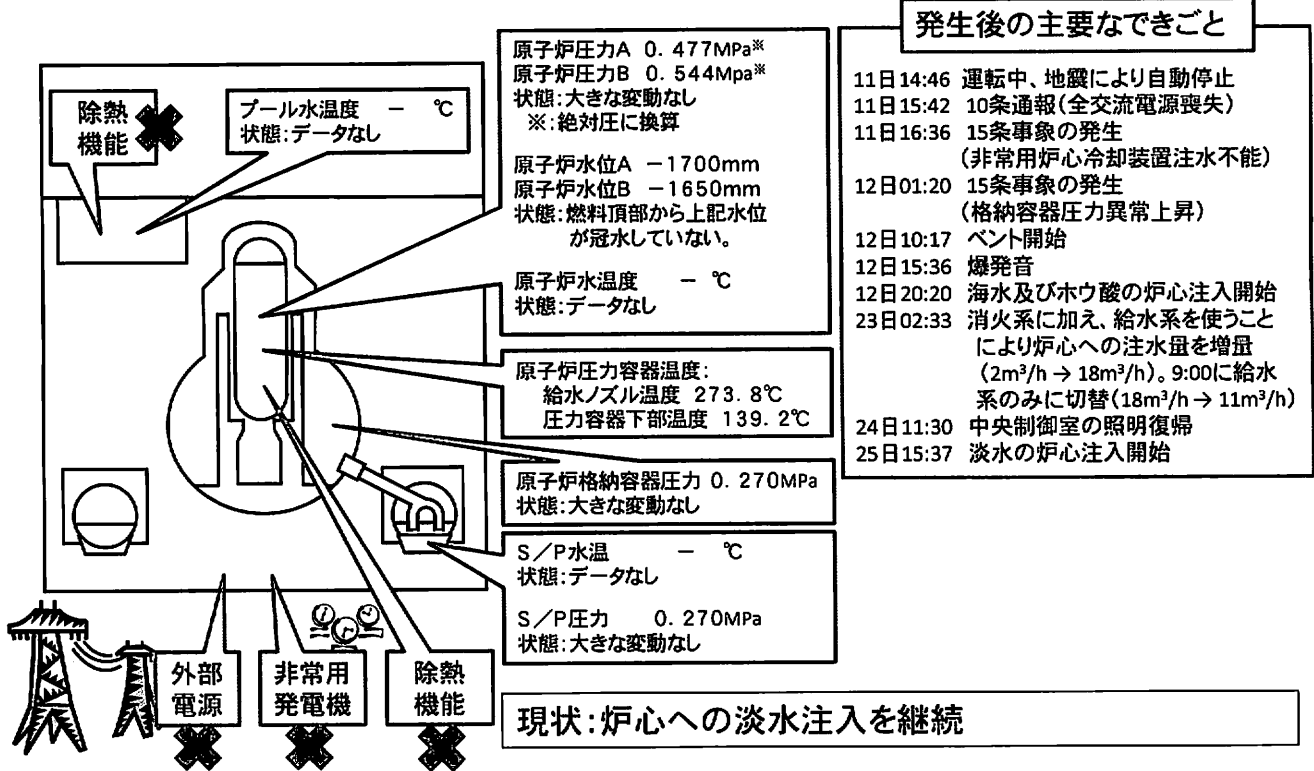 発生後の主要なできごと
11日14:46 運転中、地震により自動停止
11日15:42 10条通報(全交流電源喪失)
11日16:36 15条事象の発生
(非常用炉心冷却装置注水不能)
12日01:20 15条事象の発生
(格納容器圧力異常上昇)
12日10:17 ベント開始
12日15:36 爆発音
12日20:20 海水及びホウ酸の炉心注入開始
23日02:33 消火系に加え、給水系を使うこと
により炉心への注水量を増量
(2m³/h → 18m³/h)。9:00に給水
系のみに切替(18m³/h → 11m³/h)
24日11:30 中央制御室の照明復帰
25日15:37 淡水の炉心注入開始
除熱
機能
プール水温度 － ℃
状態:データなし
原子炉圧力A 0.477MPa※
原子炉圧力B 0.544Mpa※
状態:大きな変動なし
※:絶対圧に換算
原子炉水位A －1700mm
原子炉水位B －1650mm
状態:燃料頂部から上記水位
が冠水していない。
原子炉水温度 － ℃
状態:データなし
原子炉圧力容器温度:
給水ノズル温度 273.8℃
圧力容器下部温度 139.2℃
原子炉格納容器圧力 0.270MPa
状態:大きな変動なし
S／P水温 － ℃
状態:データなし
S／P圧力 0.270MPa
状態:大きな変動なし
外部
電源
非常用
発電機
除熱
機能
現状:炉心への淡水注入を継続